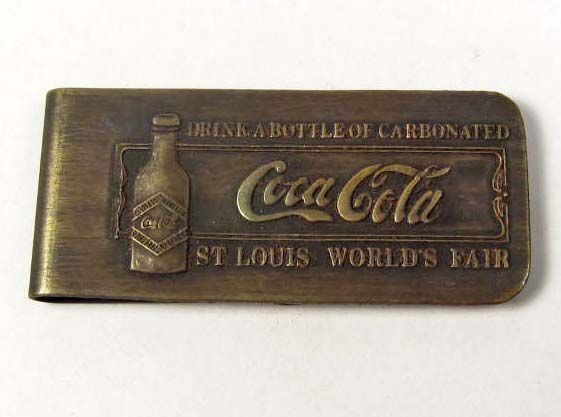 DRINK A BOTTLE OF CARBONATED
Coca Cola
ST LOUIS WORLD'S FAIR